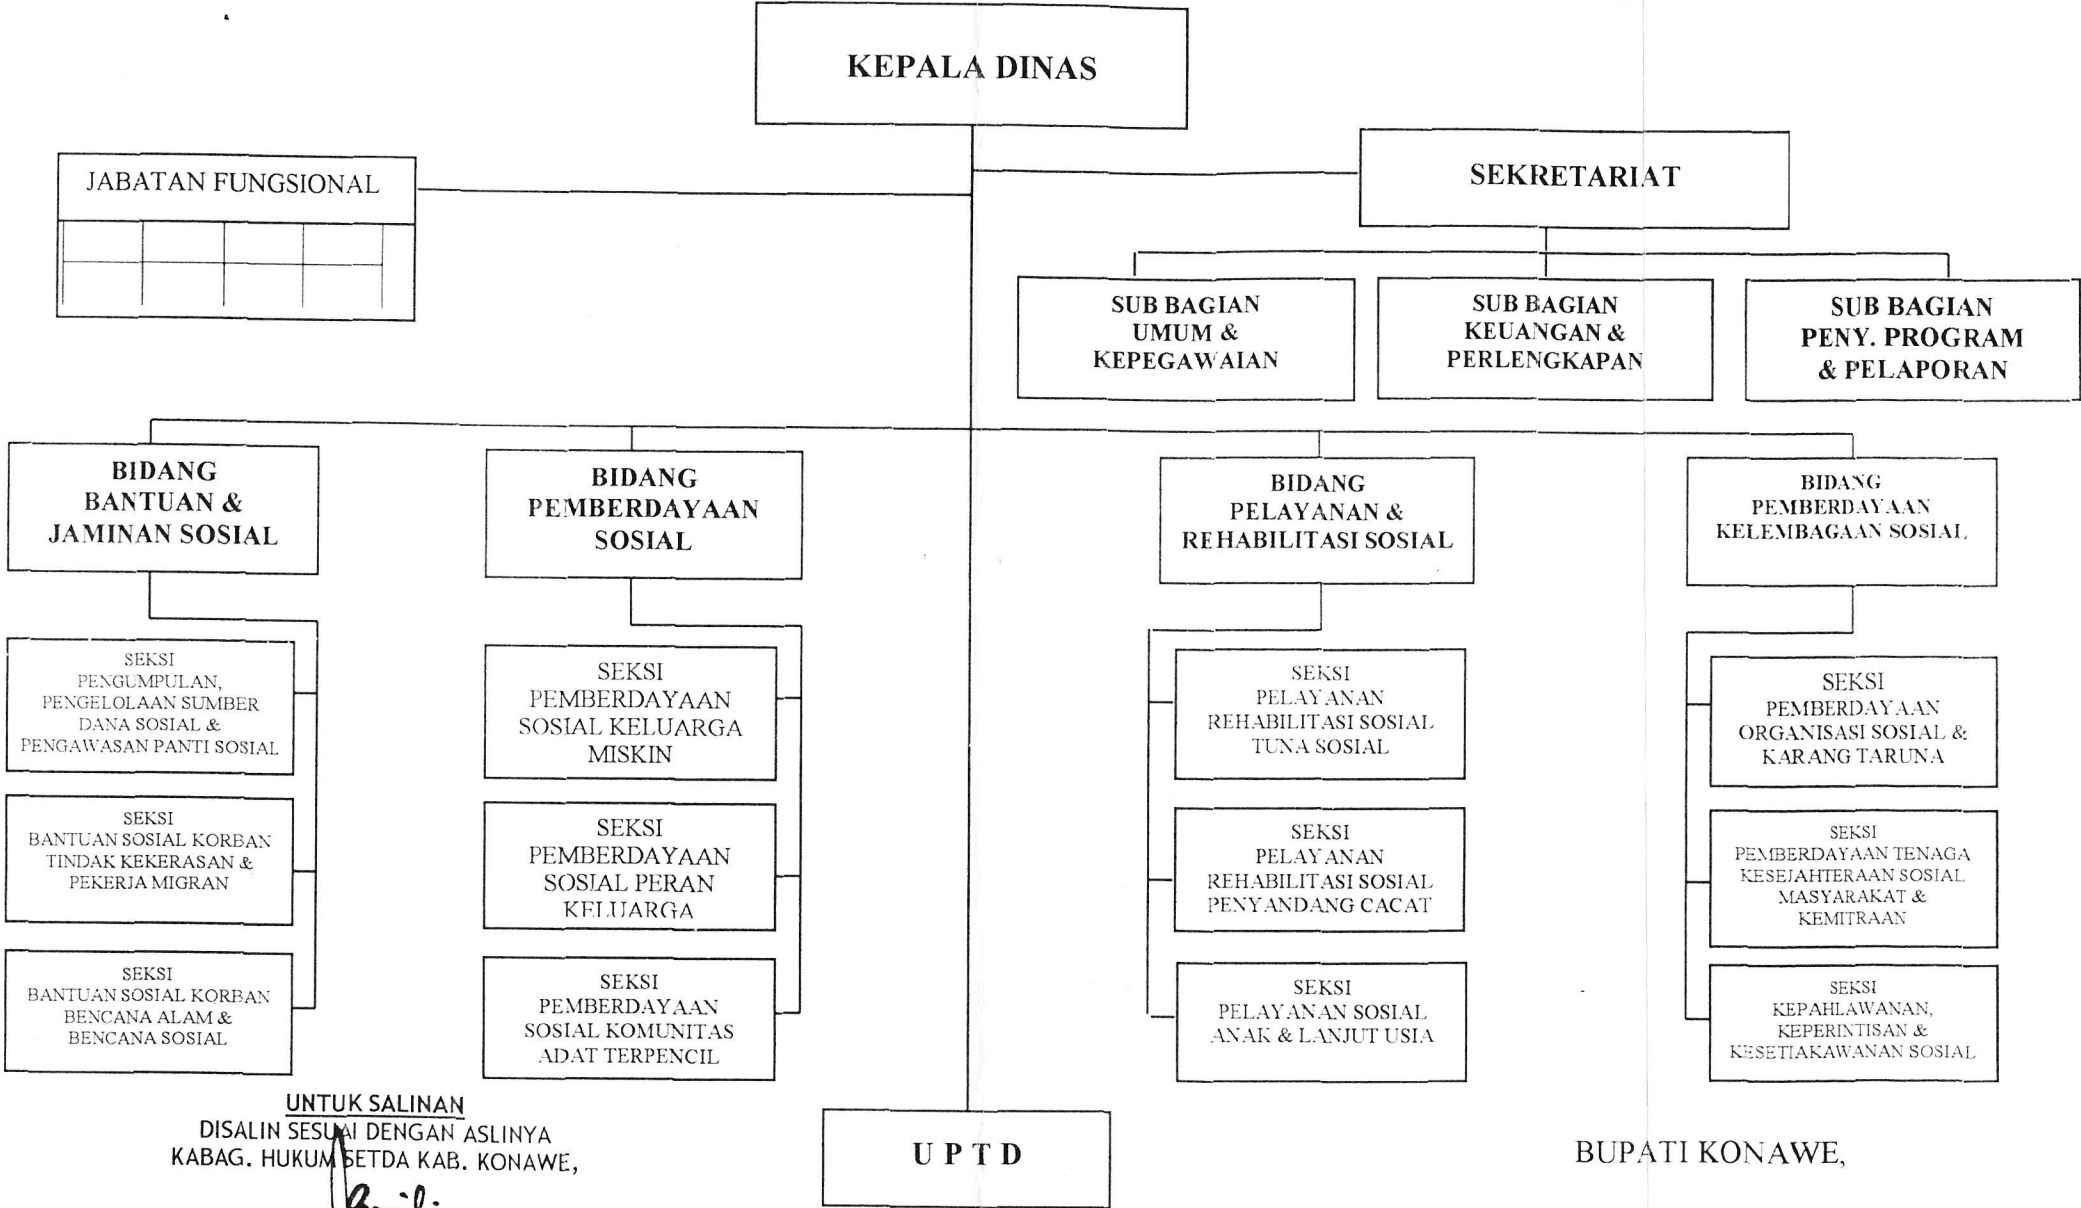 KEPALA DINAS
JABATAN FUNGSIONAL
SEKRETARIAT
SUB BAGIAN
UMUM &
KEPEGAWAIAN
SUB BAGIAN
KEUANGAN &
PERLENGKAPAN
SUB BAGIAN
PENY. PROGRAM
& PELAPORAN
BIDANG
BANTUAN &
JAMINAN SOSIAL
BIDANG
PEMBERDAYAAN
SOSIAL
BIDANG
PELAYANAN &
REHABILITASI SOSIAL
BIDANG
PEMBERDAYAAN
KELEMBAGAAN SOSIAL
SEKSI
PENGUMPULAN,
PENGELOLAAN SUMBER
DANA SOSIAL &
PENGAWASAN PANTI SOSIAL
SEKSI
BANTUAN SOSIAL KORBAN
TINDAK KEKERASAN &
PEKERJA MIGRAN
SEKSI
BANTUAN SOSIAL KORBAN
BENCANA ALAM &
BENCANA SOSIAL
SEKSI
PEMBERDAYAAN
SOSIAL KELUARGA
MISKIN
SEKSI
PEMBERDAYAAN
SOSIAL PERAN
KELUARGA
SEKSI
PEMBERDAYAAN
SOSIAL KOMUNITAS
ADAT TERPENCIL
SEKSI
PELAYANAN
REHABILITASI SOSIAL
TUNA SOSIAL
SEKSI
PELAYANAN
REHABILITASI SOSIAL
PENYANDANG CACAT
SEKSI
PELAYANAN SOSIAL
ANAK & LANJUT USIA
SEKSI
PEMBERDAYAAN
ORGANISASI SOSIAL &
KARANG TARUNA
SEKSI
PEMBERDAYAAN TENAGA
KESEJAHTERAAN SOSIAL
MASYARAKAT &
KEMITRAAN
SEKSI
KEPAHLAWANAN,
KEPERINTISAN &
KESETIAKAWANAN SOSIAL
UNTUK SALINAN
DISALIN SESUAI DENGAN ASLINYA
KABAG. HUKUM SETDA KAB. KONAWE,
U P T D
BUPATI KONAWE,